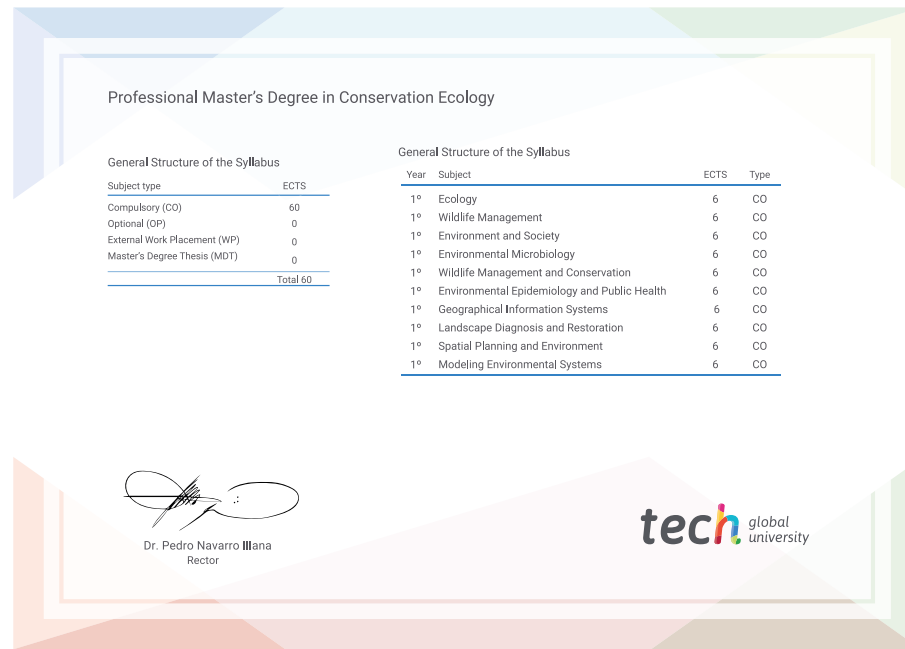 Professional Master’s Degree in Conservation Ecology
General Structure of the Syllabus
Subject type ECTS
Compulsory (CO) 60
Optional (OP) 0
External Work Placement (WP) 0
Master’s Degree Thesis (MDT) 0
Total 60
General Structure of the Syllabus
Year Subject ECTS Type
1º Ecology 6 CO
1º Wildlife Management 6 CO
1º Environment and Society 6 CO
1º Environmental Microbiology 6 CO
1º Wildlife Management and Conservation 6 CO
1º Environmental Epidemiology and Public Health 6 CO
1º Geographical Information Systems 6 CO
1º Landscape Diagnosis and Restoration 6 CO
1º Spatial Planning and Environment 6 CO
1º Modeling Environmental Systems 6 CO
Dr. Pedro Navarro Illana
Rector
tech global
university